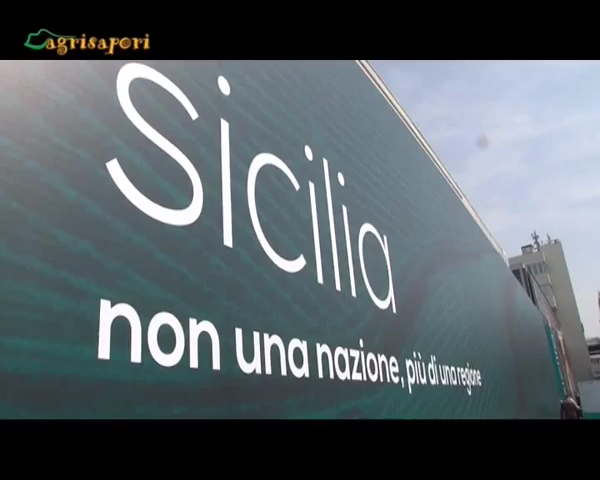 agrisapori
Sicilia
non una nazione, più di una regione